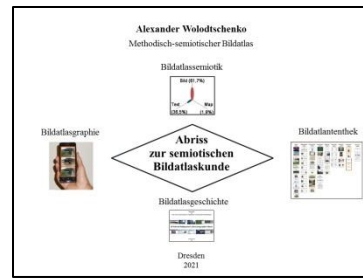 Alexander Wolodtschenko
Methodisch-semiotischer Bildatlas
Bildatlassemiotik
Bild (61,7%)
Text
Map
Bildatlasgraphie
Abriss
zur semiotischen
Bildatlaskunde
Bildatlantenthek
Bildatlasgeschichte
Dresden
2021